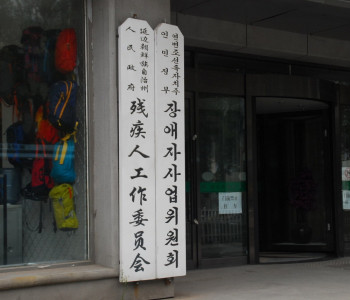 延边朝鲜族自治州
人民政府
残疾人工作委员会
연변조선족자치주
인민정부
장애자사업위원회